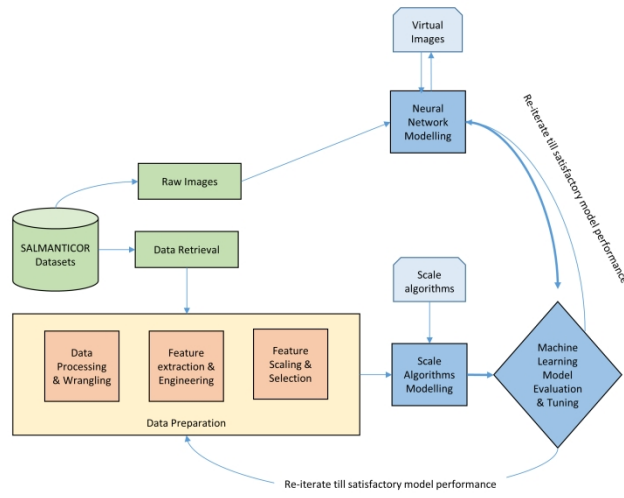 Virtual
Images
Neural
Network
Modelling
Re-iterate till satisfactory model performance
Raw Images
SALMANTICOR
Datasets
Data Retrieval
Scale
algorithms
Data
Processing
& Wrangling
Feature
extraction &
Engineering
Feature
Scaling &
Selection
Data Preparation
Scale
Algorithms
Modelling
Machine
Learning
Model
Evaluation
& Tuning
Re-iterate till satisfactory model performance